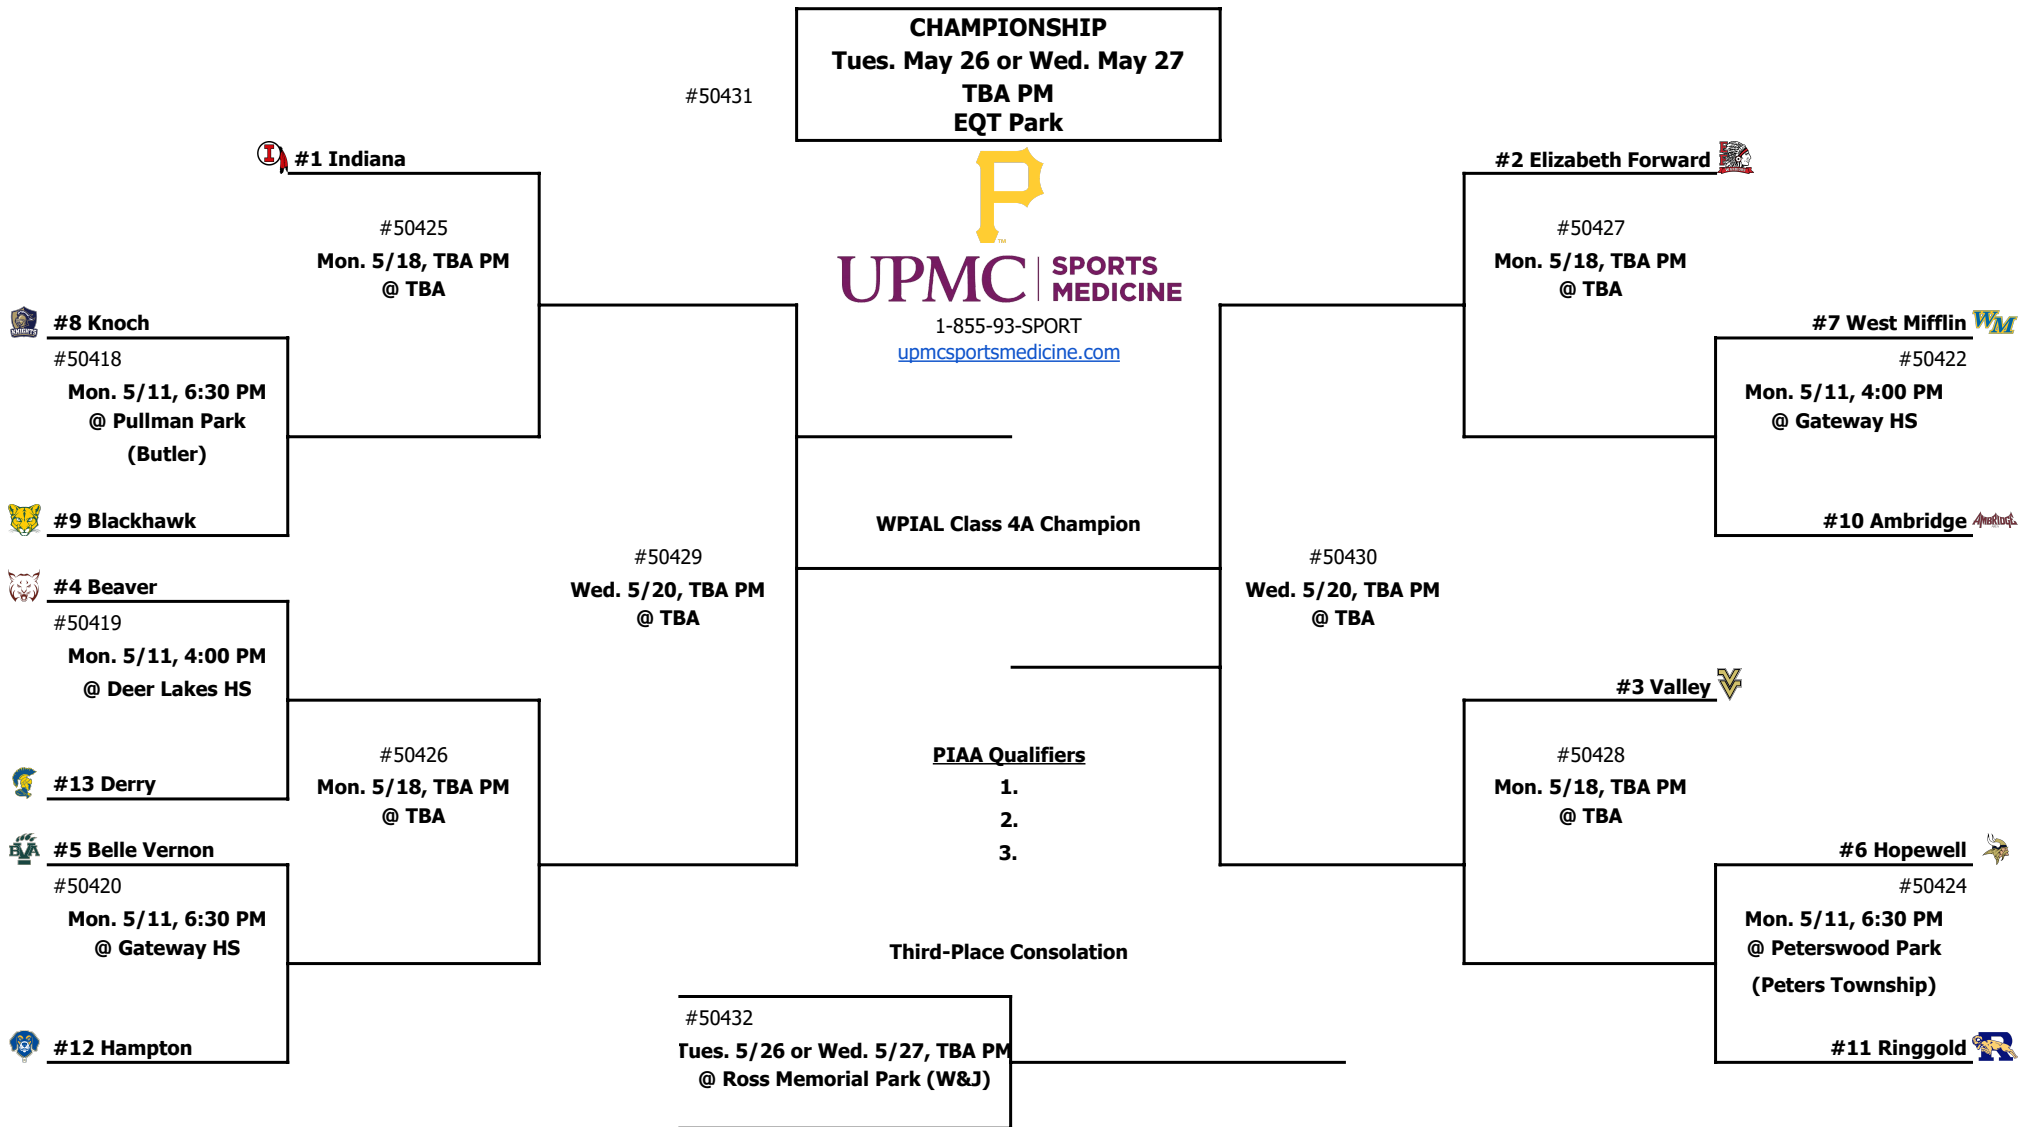 CHAMPIONSHIP
Tues. May 26 or Wed. May 27
TBA PM
EQT Park
#50431
P
TM
UPMC SPORTS MEDICINE
1-855-93-SPORT
upmcsportsmedicine.com
I
#1 Indiana
#50425
Mon. 5/18, TBA PM
@ TBA
KNIGHTS
#8 Knoch
#50418
Mon. 5/11, 6:30 PM
@ Pullman Park
(Butler)
#9 Blackhawk
#4 Beaver
#50419
Mon. 5/11, 4:00 PM
@ Deer Lakes HS
#13 Derry
#50426
Mon. 5/18, TBA PM
@ TBA
BVA
#5 Belle Vernon
#50420
Mon. 5/11, 6:30 PM
@ Gateway HS
#12 Hampton
#50429
Wed. 5/20, TBA PM
@ TBA
WPIAL Class 4A Champion
PIAA Qualifiers
1.
2.
3.
Third-Place Consolation
#50432
Tues. 5/26 or Wed. 5/27, TBA PM
@ Ross Memorial Park (W&J)
#50430
Wed. 5/20, TBA PM
@ TBA
#2 Elizabeth Forward
#50427
Mon. 5/18, TBA PM
@ TBA
#7 West Mifflin
WM
#50422
Mon. 5/11, 4:00 PM
@ Gateway HS
#10 Ambridge
AMBRIDGE
#3 Valley
V
#50428
Mon. 5/18, TBA PM
@ TBA
#6 Hopewell
#50424
Mon. 5/11, 6:30 PM
@ Peterswood Park
(Peters Township)
#11 Ringgold
R